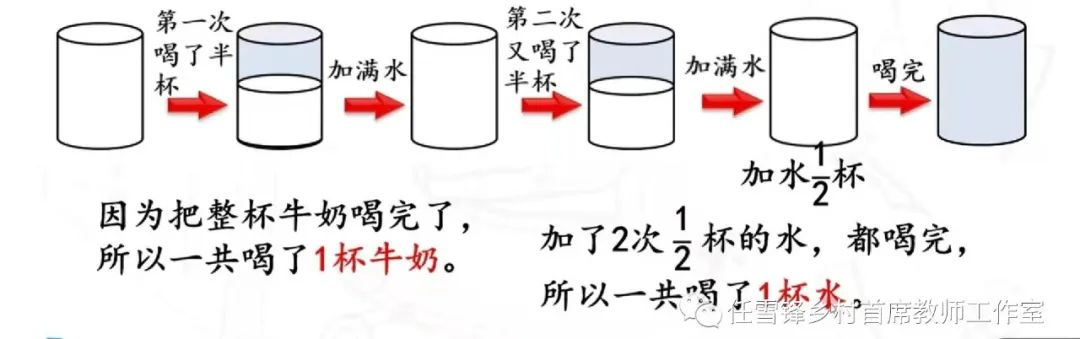 第一次
喝了半
杯
加满水
第二次
又喝了
半杯
加满水
喝完
加水1/2杯
因为把整杯牛奶喝完了，
所以一共喝了1杯牛奶。
加了2次1/2杯的水，都喝完，
所以一共喝了1杯水。
任雪锋乡村首席教师工作室